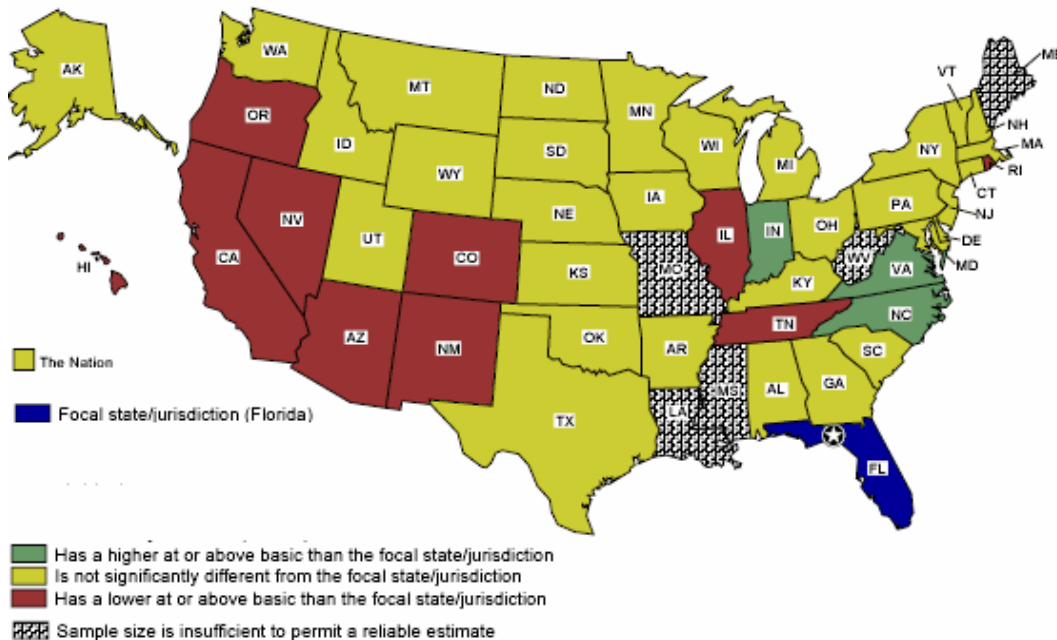 AK
WA
MT
ND
MN
VT
ME
OR
ID
WY
SD
WI
MI
NY
NH
MA
RI
CT
NV
UT
CO
NE
IA
IL
IN
OH
PA
NJ
DE
MD
HI
CA
KS
MO
KY
WV
VA
AZ
NM
OK
AR
TN
NC
SC
TX
LA
MS
AL
GA
FL
The Nation
Focal state/jurisdiction (Florida)
Has a higher at or above basic than the focal state/jurisdiction
Is not significantly different from the focal state/jurisdiction
Has a lower at or above basic than the focal state/jurisdiction
Sample size is insufficient to permit a reliable estimate